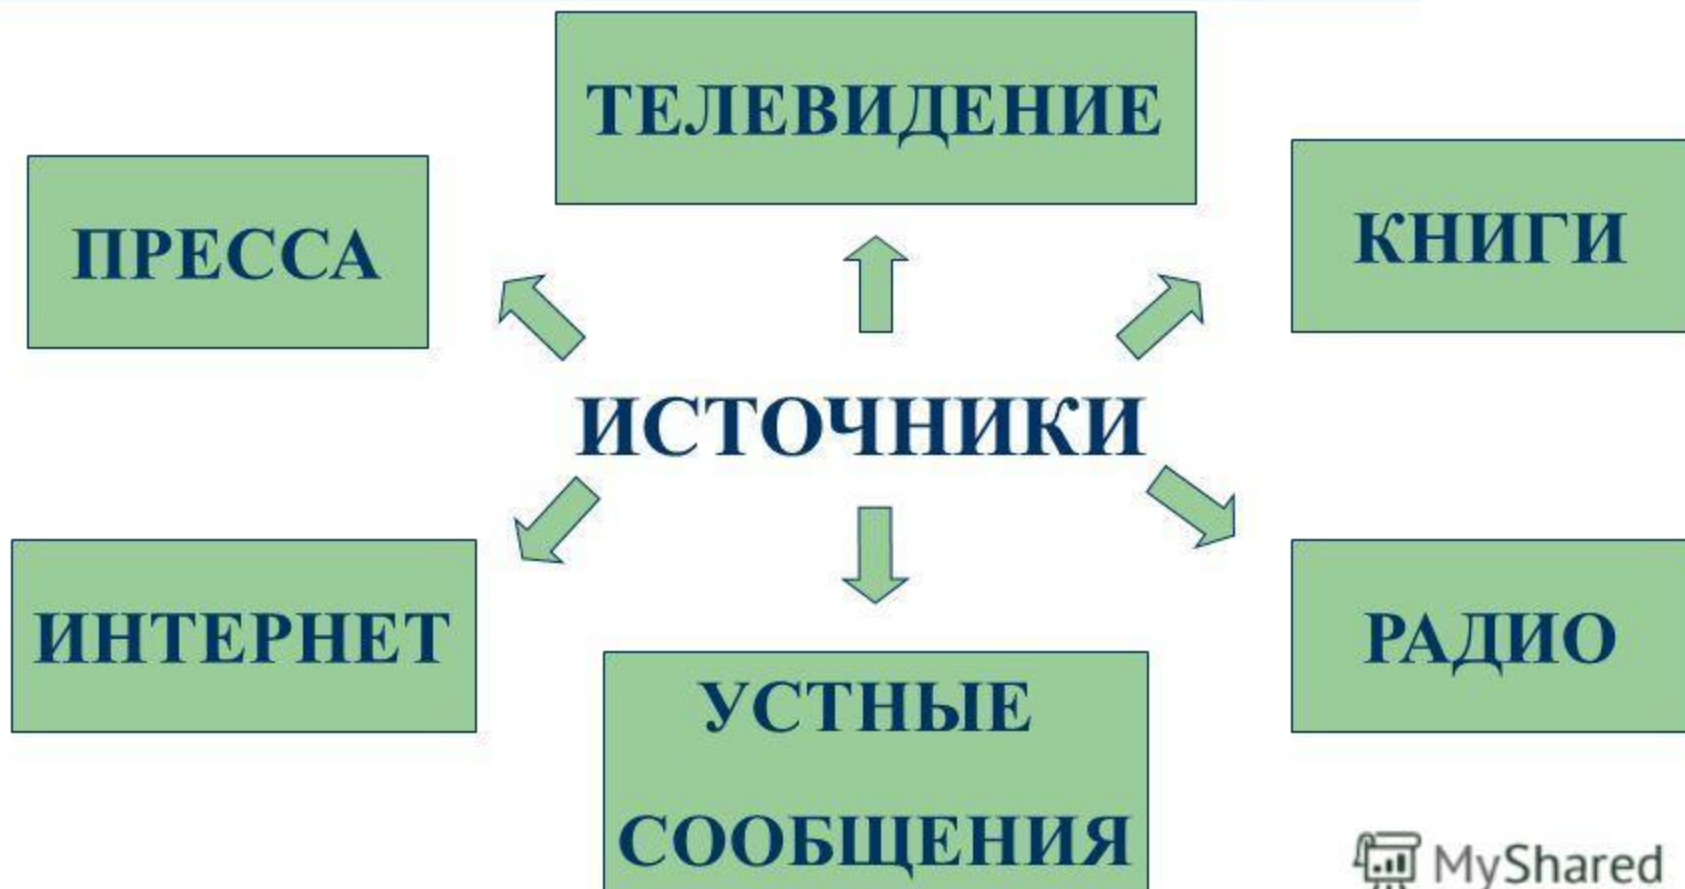 ТЕЛЕВИДЕНИЕ
ПРЕССА
КНИГИ
ИСТОЧНИКИ
ИНТЕРНЕТ
РАДИО
УСТНЫЕ
СООБЩЕНИЯ
MyShared